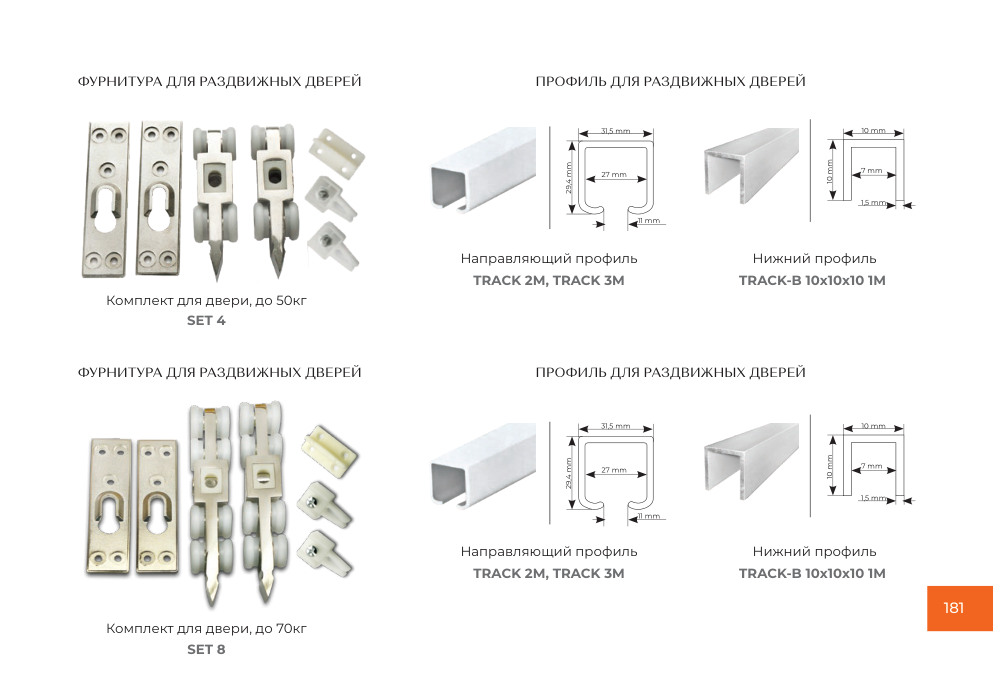 ФУРНИТУРА ДЛЯ РАЗДВИЖНЫХ ДВЕРЕЙ
ПРОФИЛЬ ДЛЯ РАЗДВИЖНЫХ ДВЕРЕЙ
31,5 mm
29,4 mm
27 mm
11 mm
10 mm
10 mm
7 mm
1,5 mm
Комплект для двери, до 50кг
SET 4
Направляющий профиль
TRACK 2M, TRACK 3M
Нижний профиль
TRACK-B 10x10x10 1M
ФУРНИТУРА ДЛЯ РАЗДВИЖНЫХ ДВЕРЕЙ
ПРОФИЛЬ ДЛЯ РАЗДВИЖНЫХ ДВЕРЕЙ
31,5 mm
29,4 mm
27 mm
11 mm
10 mm
10 mm
7 mm
1,5 mm
Направляющий профиль
TRACK 2M, TRACK 3M
Нижний профиль
TRACK-B 10x10x10 1M
Комплект для двери, до 70кг
SET 8
181